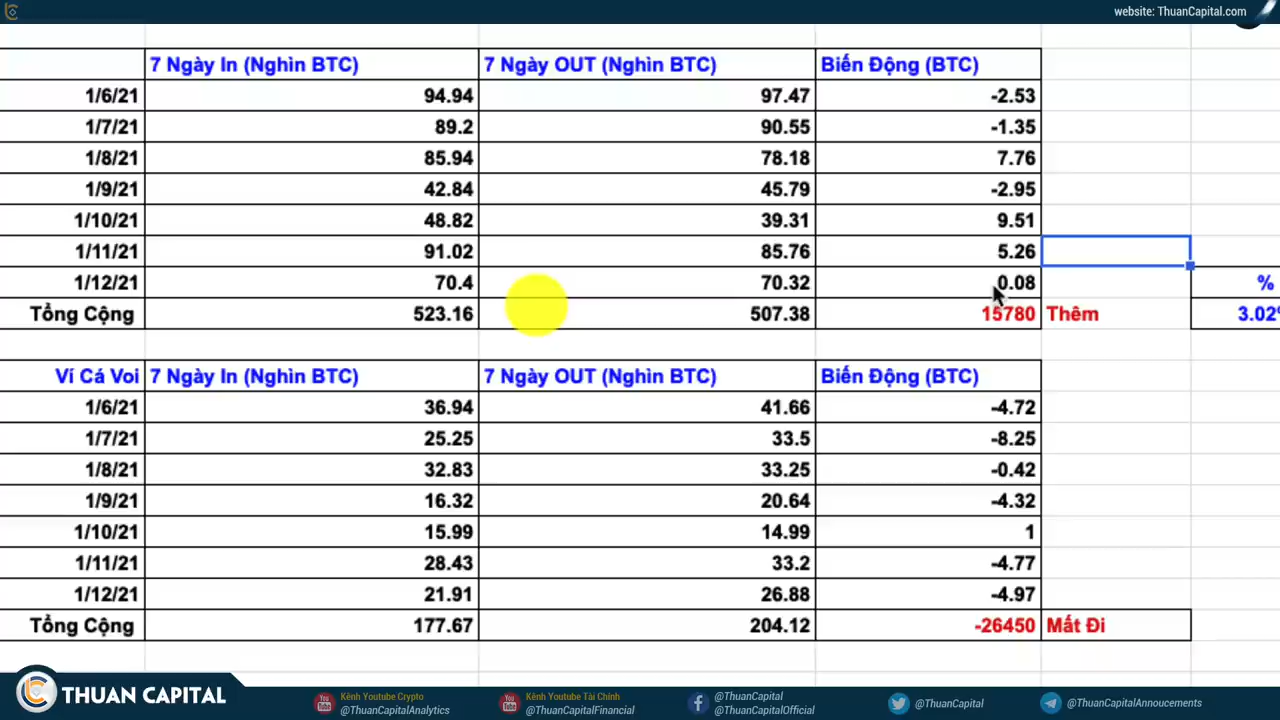 website: ThuanCapital.com
7 Ngày In (Nghìn BTC) 7 Ngày OUT (Nghìn BTC) Biến Động (BTC)
1/6/21 94.94 97.47 -2.53
1/7/21 89.2 90.55 -1.35
1/8/21 85.94 78.18 7.76
1/9/21 42.84 45.79 -2.95
1/10/21 48.82 39.31 9.51
1/11/21 91.02 85.76 5.26
1/12/21 70.4 70.32 0.08 %
Tổng Cộng 523.16 507.38 15780 Thêm 3.02%
Ví Cá Voi 7 Ngày In (Nghìn BTC) 7 Ngày OUT (Nghìn BTC) Biến Động (BTC)
1/6/21 36.94 41.66 -4.72
1/7/21 25.25 33.5 -8.25
1/8/21 32.83 33.25 -0.42
1/9/21 16.32 20.64 -4.32
1/10/21 15.99 14.99 1
1/11/21 28.43 33.2 -4.77
1/12/21 21.91 26.88 -4.97
Tổng Cộng 177.67 204.12 -26450 Mất Đi
THUAN CAPITAL
Kênh Youtube Crypto
@ThuanCapitalAnalytics
Kênh Youtube Tài Chính
@ThuanCapitalFinancial
@ThuanCapital
@ThuanCapitalOfficial
@ThuanCapital
@ThuanCapitalAnnoucements